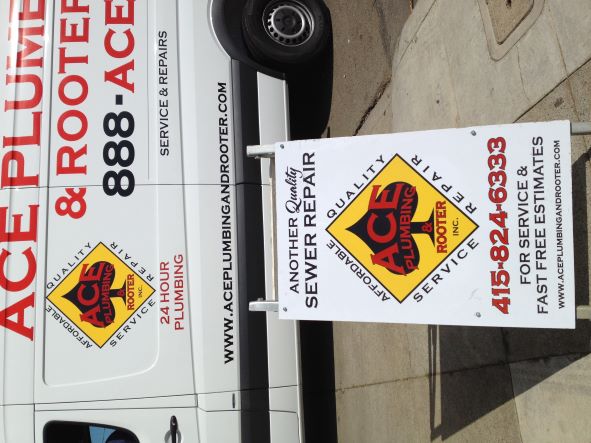 ACE PLUMB
& ROOTER
888-ACE
SERVICE & REPAIRS
QUALITY
AFFORDABLE
REPAIR
SERVICE
ACE
PLUMBING
&
ROOTER
INC.
24 HOUR
PLUMBING
WWW.ACEPLUMBINGANDROOTER.COM
ANOTHER Quality
SEWER REPAIR
QUALITY
AFFORDABLE
REPAIR
SERVICE
ACE
PLUMBING
&
ROOTER
INC.
415-824-6333
FOR SERVICE &
FAST FREE ESTIMATES
WWW.ACEPLUMBINGANDROOTER.COM